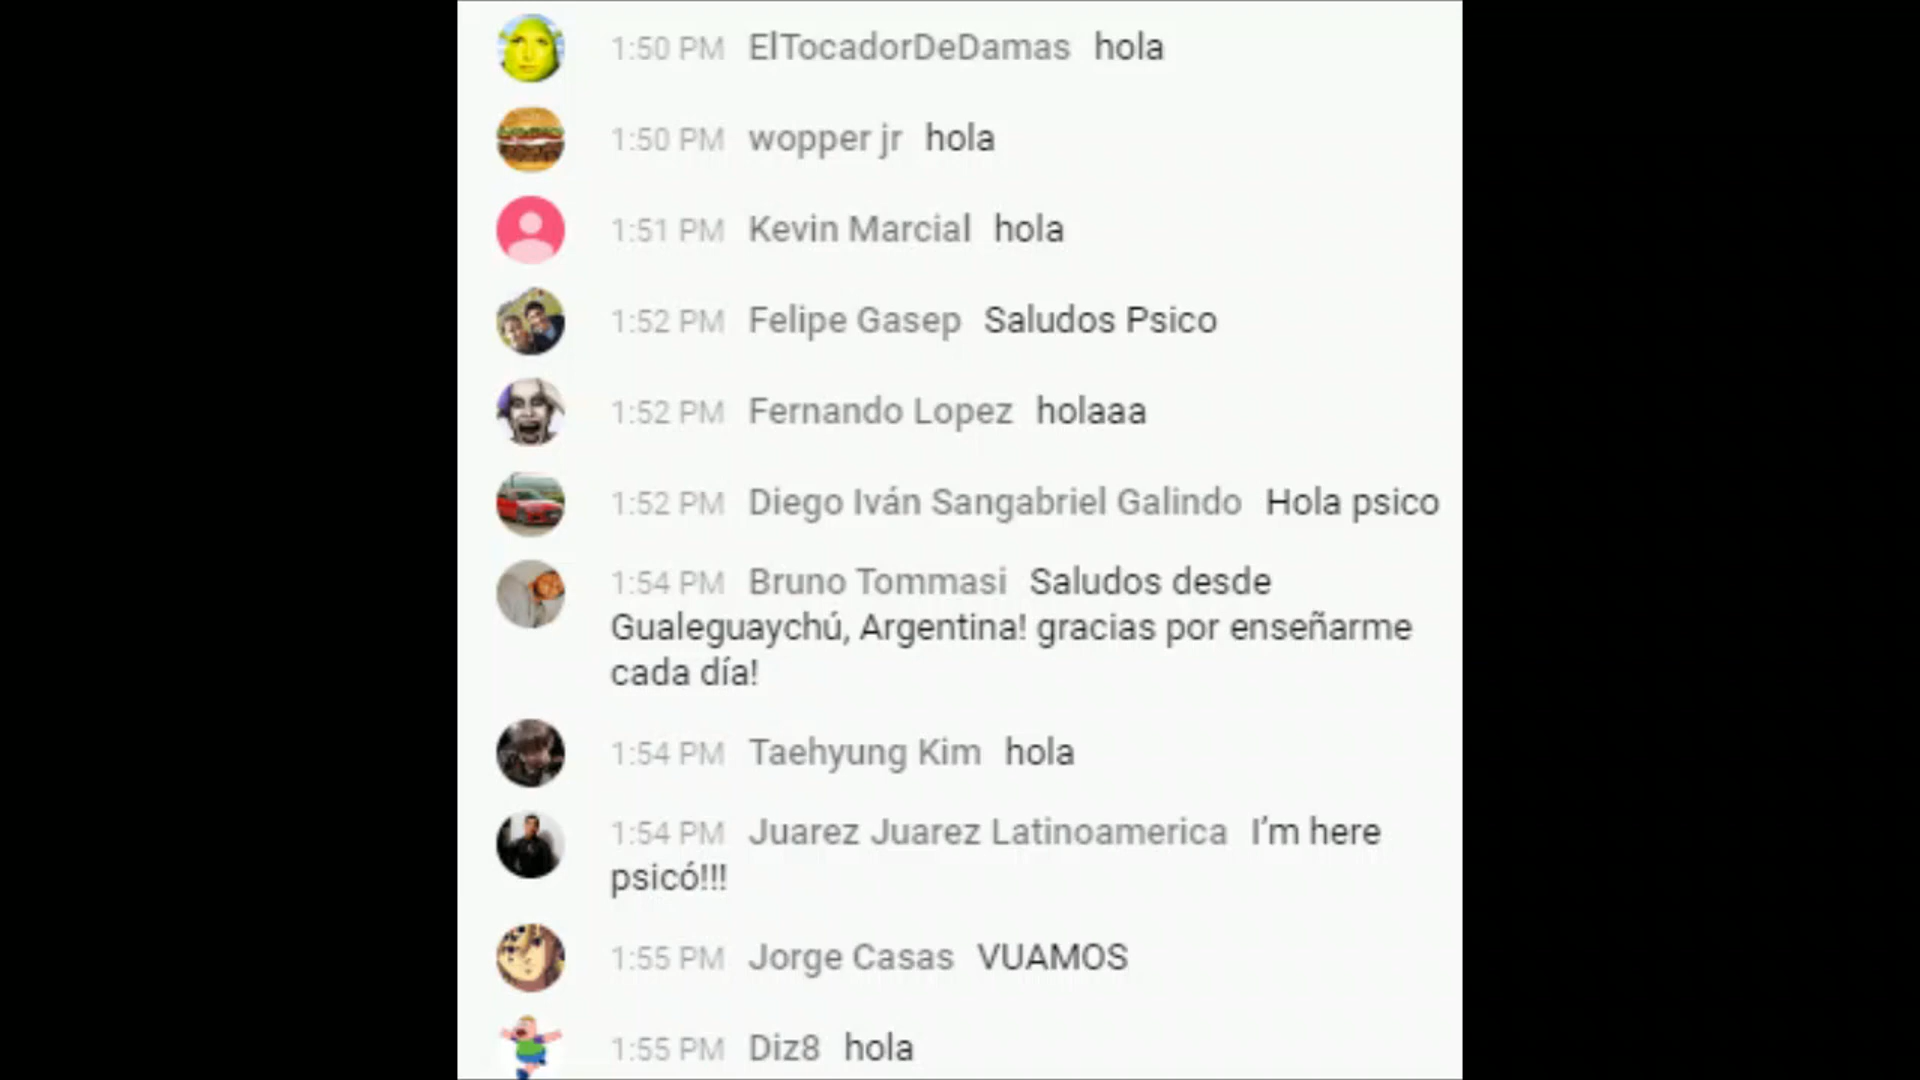 1:50 PM ElTocadorDeDamas hola
1:50 PM wopper jr hola
1:51 PM Kevin Marcial hola
1:52 PM Felipe Gasep Saludos Psico
1:52 PM Fernando Lopez holaaa
1:52 PM Diego Iván Sangabriel Galindo Hola psico
1:54 PM Bruno Tommasi Saludos desde
Gualeguaychú, Argentina! gracias por enseñarme
cada día!
1:54 PM Taehyung Kim hola
1:54 PM Juarez Juarez Latinoamerica I’m here
psicó!!!
1:55 PM Jorge Casas VUAMOS
1:55 PM Diz8 hola